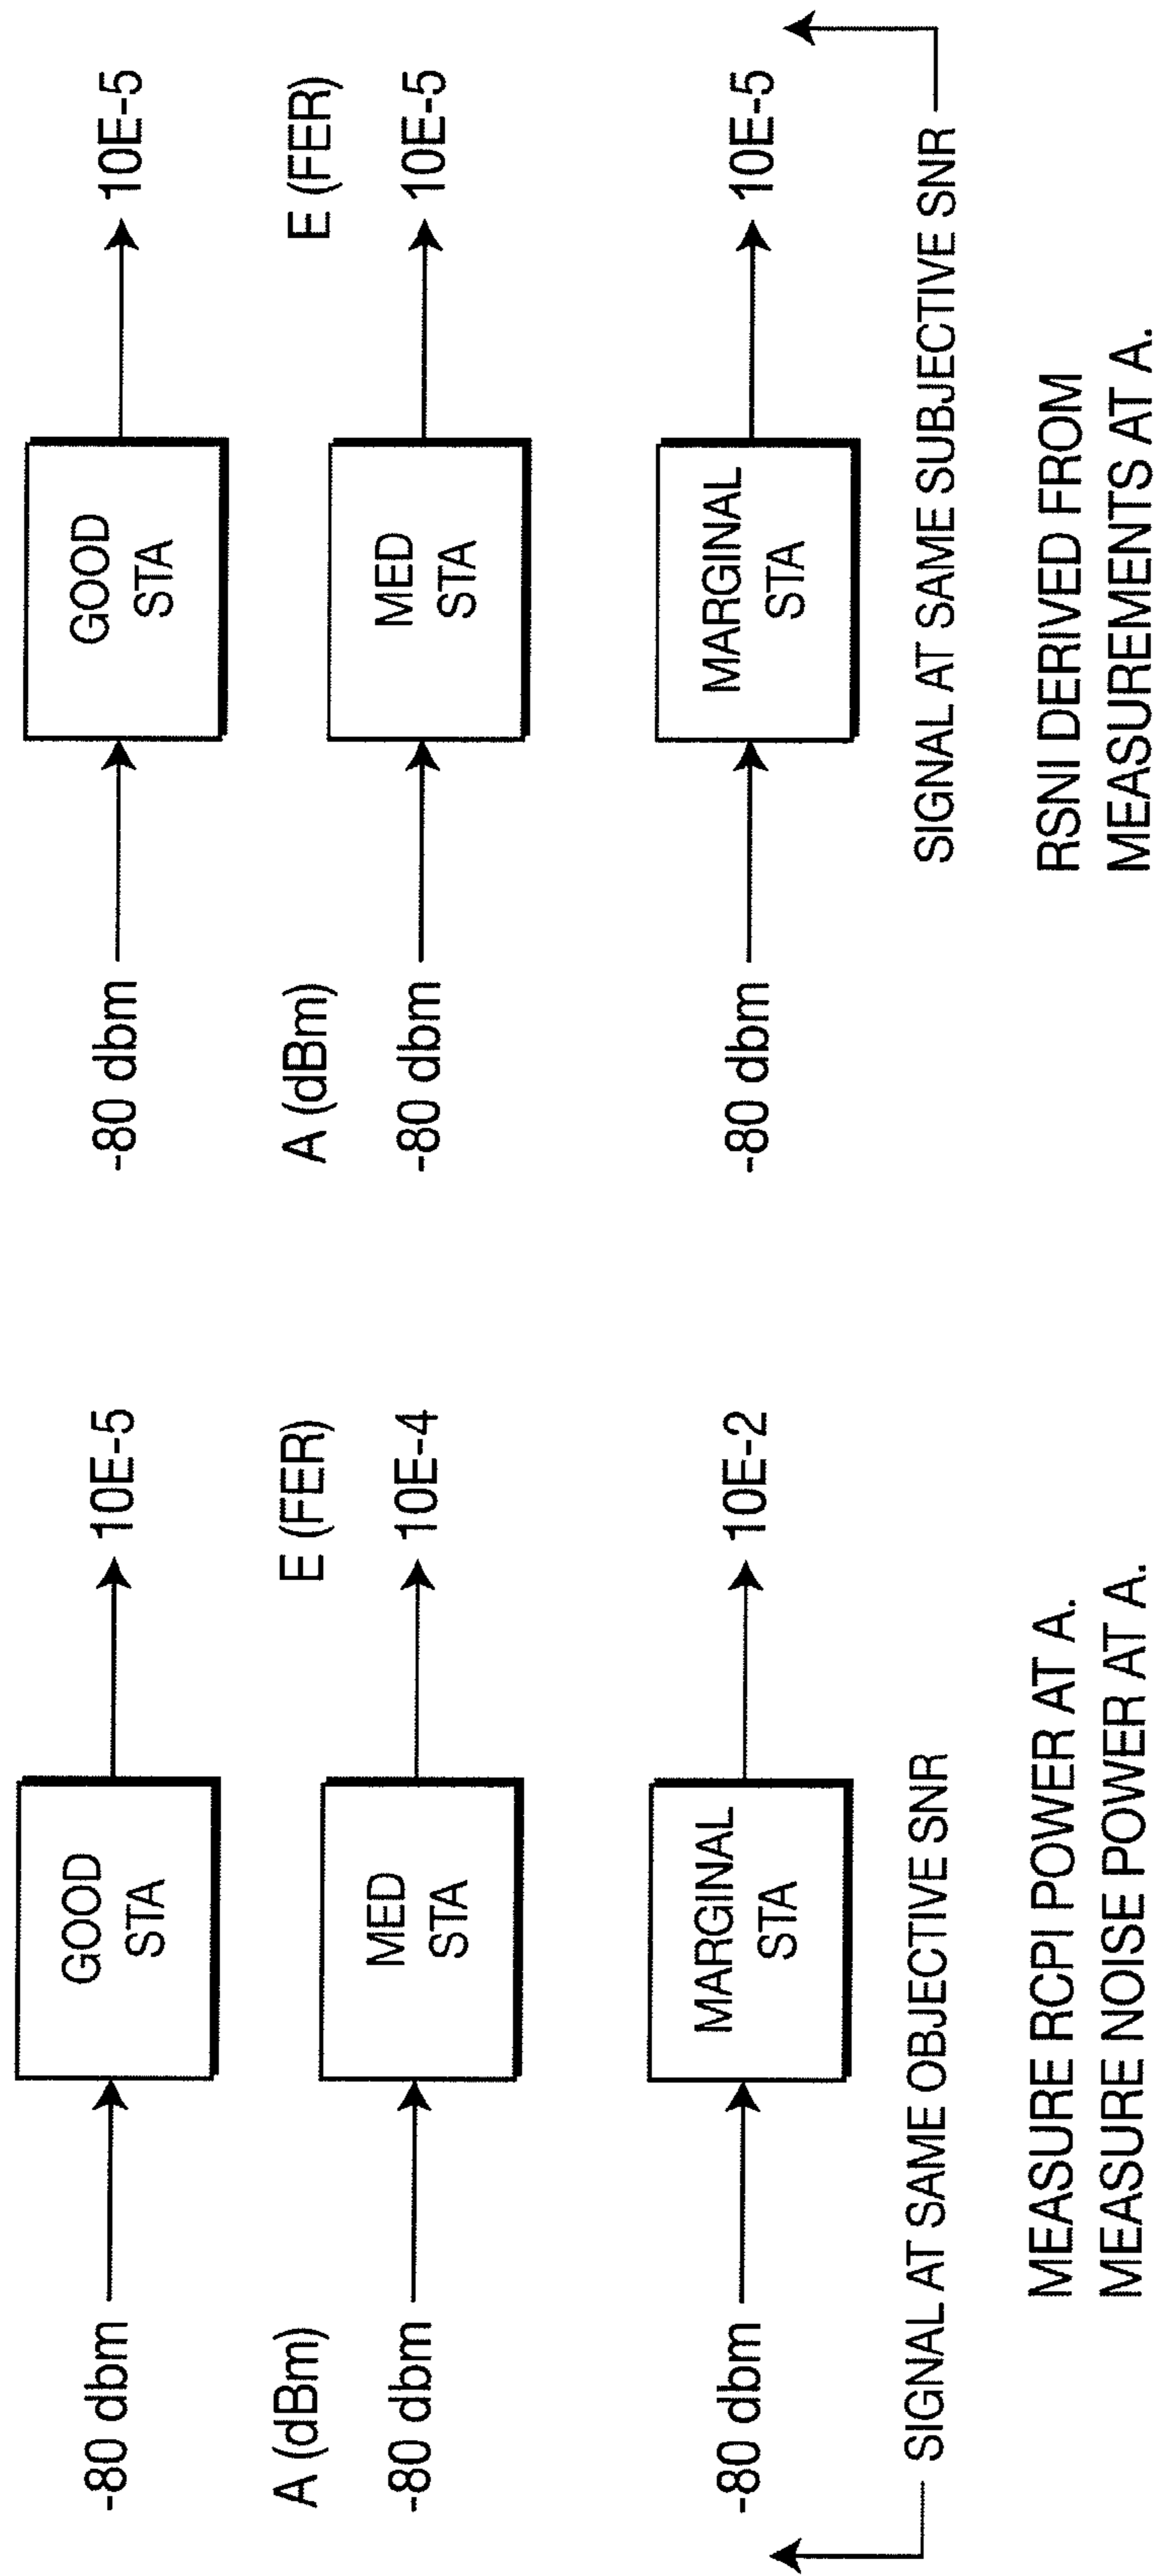 -80 dbm
GOOD
STA
10E-5
A (dBm)
E (FER)
-80 dbm
MED
STA
10E-4
-80 dbm
MARGINAL
STA
10E-2
SIGNAL AT SAME OBJECTIVE SNR
MEASURE RCPI POWER AT A.
MEASURE NOISE POWER AT A.
-80 dbm
GOOD
STA
10E-5
A (dBm)
E (FER)
-80 dbm
MED
STA
10E-5
-80 dbm
MARGINAL
STA
10E-5
SIGNAL AT SAME SUBJECTIVE SNR
RSNI DERIVED FROM
MEASUREMENTS AT A.